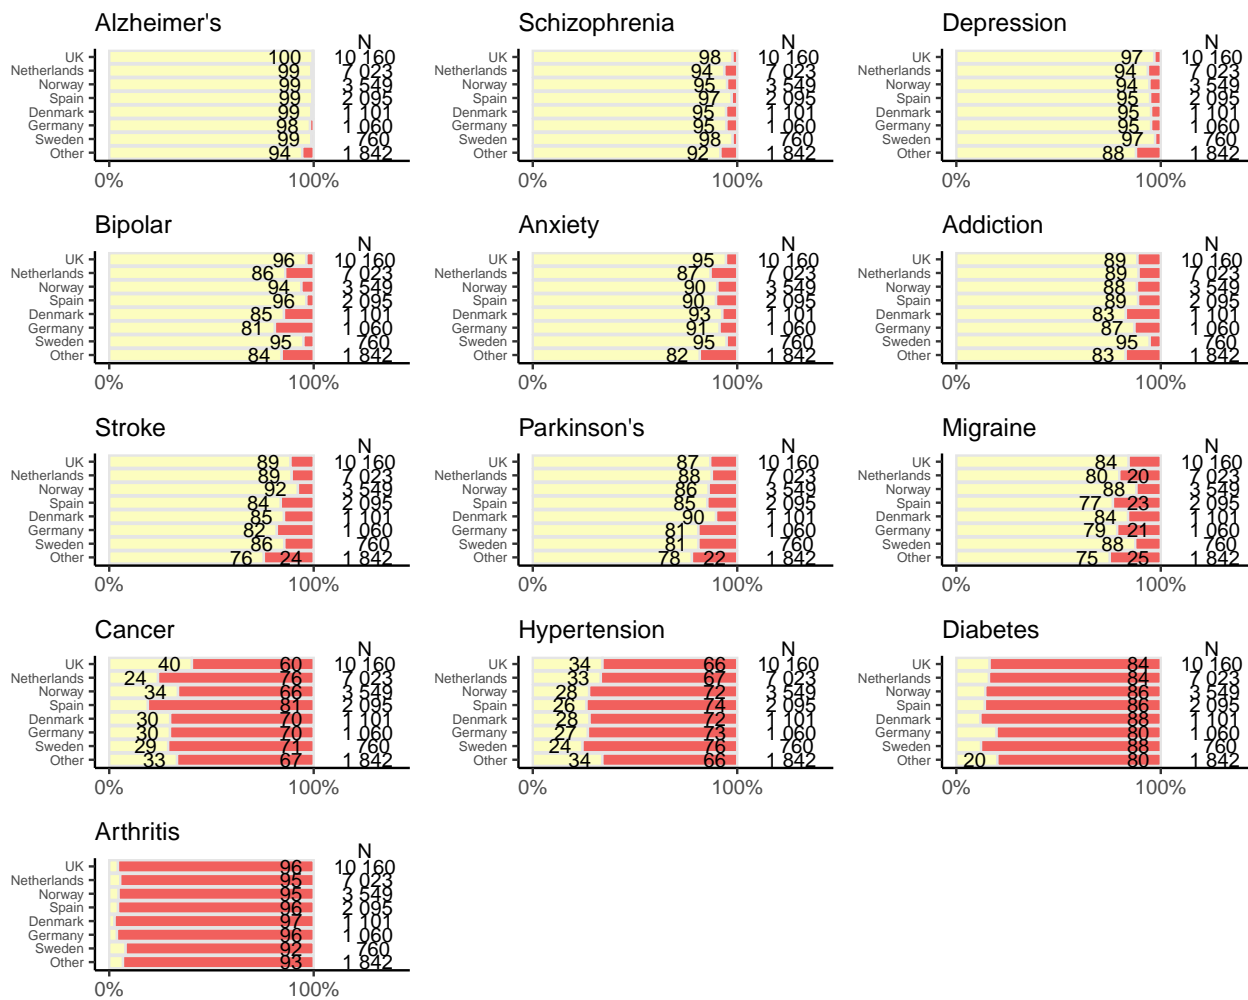 Alzheimer's
N
UK 100 10 160
Netherlands 99 7 023
Norway 99 3 549
Spain 99 2 095
Denmark 99 1 101
Germany 98 1 060
Sweden 99 760
Other 94 1 842
0% 100%
Schizophrenia
N
UK 98 10 160
Netherlands 94 7 023
Norway 95 3 549
Spain 97 2 095
Denmark 95 1 101
Germany 95 1 060
Sweden 98 760
Other 92 1 842
0% 100%
Depression
N
UK 97 10 160
Netherlands 94 7 023
Norway 94 3 549
Spain 95 2 095
Denmark 95 1 101
Germany 95 1 060
Sweden 97 760
Other 88 1 842
0% 100%
Bipolar
N
UK 96 10 160
Netherlands 86 7 023
Norway 94 3 549
Spain 96 2 095
Denmark 85 1 101
Germany 81 1 060
Sweden 95 760
Other 84 1 842
0% 100%
Anxiety
N
UK 95 10 160
Netherlands 87 7 023
Norway 90 3 549
Spain 90 2 095
Denmark 93 1 101
Germany 91 1 060
Sweden 95 760
Other 82 1 842
0% 100%
Addiction
N
UK 89 10 160
Netherlands 89 7 023
Norway 88 3 549
Spain 89 2 095
Denmark 83 1 101
Germany 87 1 060
Sweden 95 760
Other 83 1 842
0% 100%
Stroke
N
UK 89 10 160
Netherlands 89 7 023
Norway 92 3 549
Spain 84 2 095
Denmark 85 1 101
Germany 82 1 060
Sweden 86 760
Other 76 24 1 842
0% 100%
Parkinson's
N
UK 87 10 160
Netherlands 88 7 023
Norway 86 3 549
Spain 85 2 095
Denmark 90 1 101
Germany 81 1 060
Sweden 81 760
Other 78 22 1 842
0% 100%
Migraine
N
UK 84 10 160
Netherlands 80 20 7 023
Norway 88 3 549
Spain 77 23 2 095
Denmark 84 1 101
Germany 79 21 1 060
Sweden 88 760
Other 75 25 1 842
0% 100%
Cancer
N
UK 40 60 10 160
Netherlands 24 76 7 023
Norway 34 66 3 549
Spain 81 2 095
Denmark 30 70 1 101
Germany 30 70 1 060
Sweden 29 71 760
Other 33 67 1 842
0% 100%
Hypertension
N
UK 34 66 10 160
Netherlands 33 67 7 023
Norway 28 72 3 549
Spain 26 74 2 095
Denmark 28 72 1 101
Germany 27 73 1 060
Sweden 24 76 760
Other 34 66 1 842
0% 100%
Diabetes
N
UK 84 10 160
Netherlands 84 7 023
Norway 86 3 549
Spain 86 2 095
Denmark 88 1 101
Germany 80 1 060
Sweden 88 760
Other 20 80 1 842
0% 100%
Arthritis
N
UK 96 10 160
Netherlands 95 7 023
Norway 95 3 549
Spain 96 2 095
Denmark 97 1 101
Germany 96 1 060
Sweden 92 760
Other 93 1 842
0% 100%